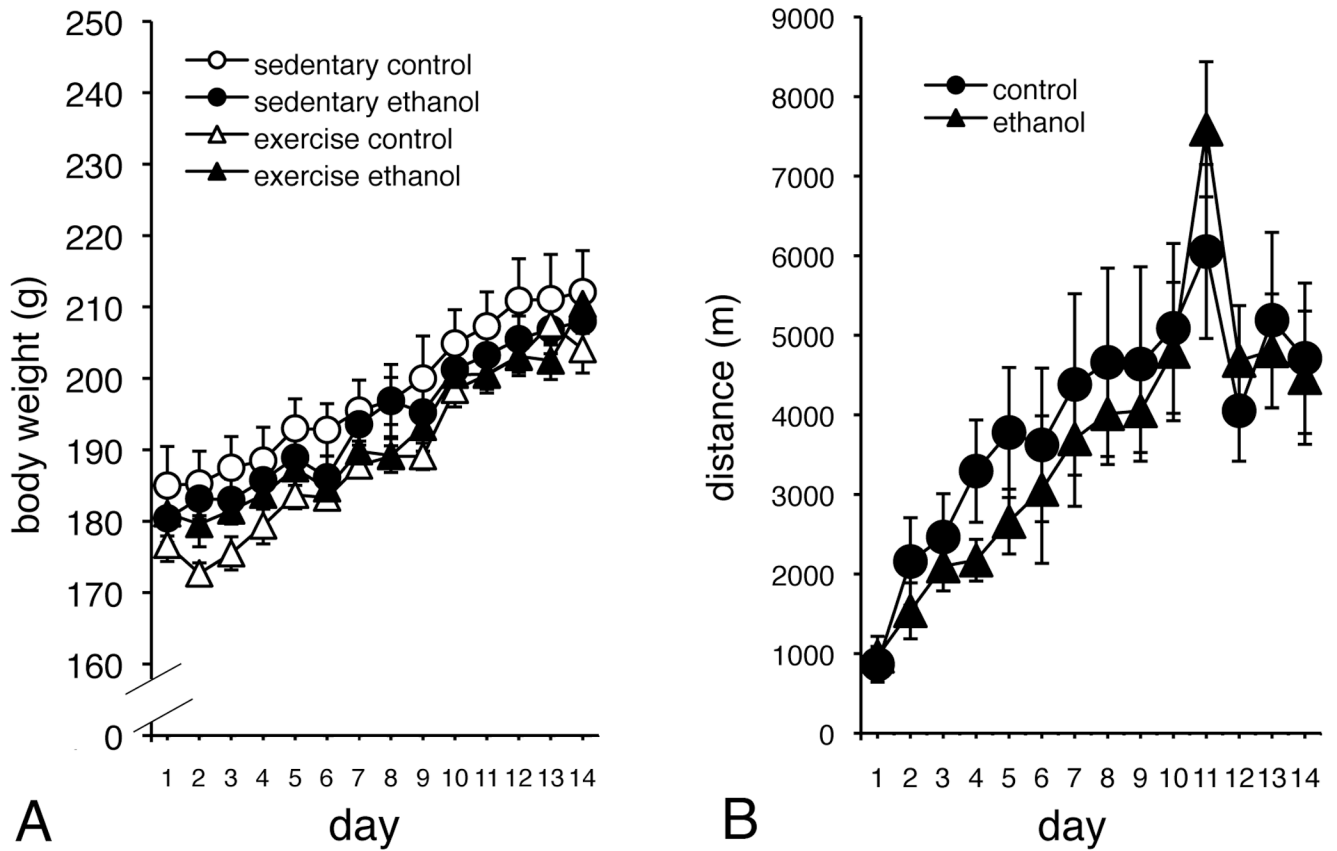 250
240
230
220
210
200
190
180
170
160
0
body weight (g)
sedentary control
sedentary ethanol
exercise control
exercise ethanol
1 2 3 4 5 6 7 8 9 10 11 12 13 14
day
A
9000
8000
7000
6000
5000
4000
3000
2000
1000
0
distance (m)
control
ethanol
1 2 3 4 5 6 7 8 9 10 11 12 13 14
day
B